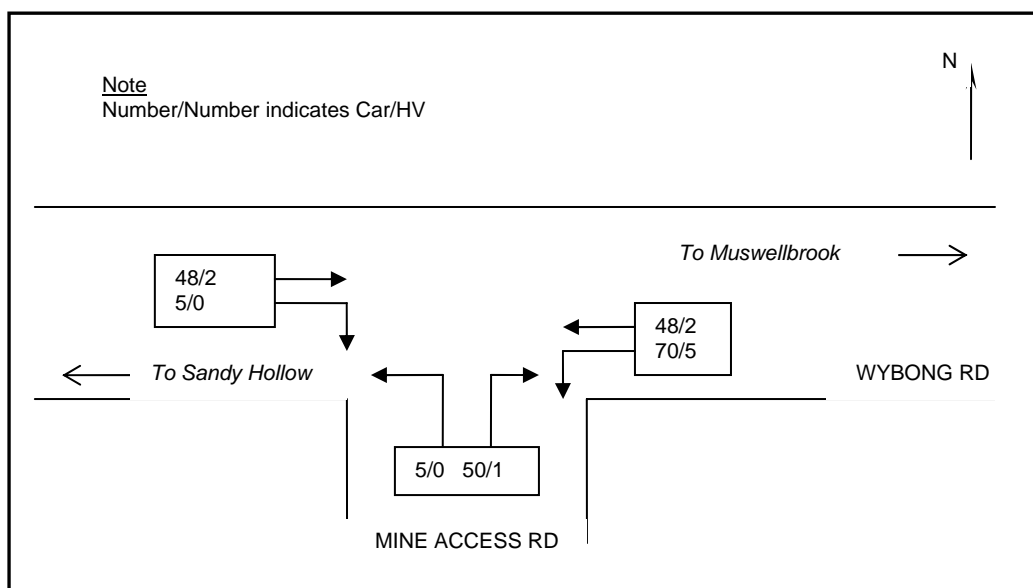 Note
Number/Number indicates Car/HV
N
To Muswellbrook
48/2
5/0
48/2
70/5
To Sandy Hollow
WYBONG RD
5/0 50/1
MINE ACCESS RD